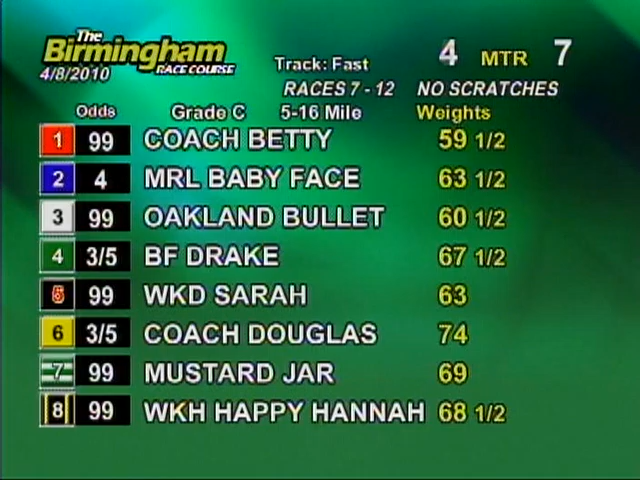 The
Birmingham
RACE COURSE
4/8/2010
Track: Fast
4 MTR 7
RACES 7 - 12 NO SCRATCHES
Odds Grade C 5-16 Mile Weights
1 99 COACH BETTY 59 1/2
2 4 MRL BABY FACE 63 1/2
3 99 OAKLAND BULLET 60 1/2
4 3/5 BF DRAKE 67 1/2
5 99 WKD SARAH 63
6 3/5 COACH DOUGLAS 74
7 99 MUSTARD JAR 69
8 99 WKH HAPPY HANNAH 68 1/2